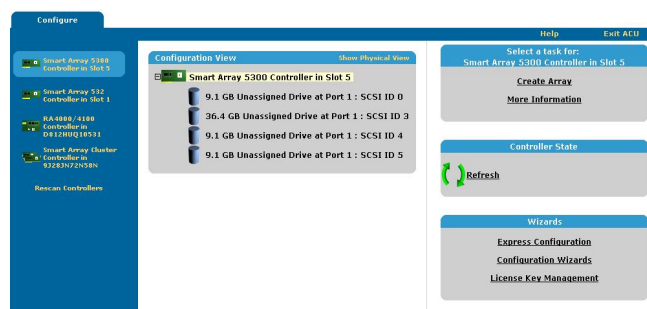 Configure
Help
Exit ACU
Smart Array 5300
Controller in Slot 5
Smart Array 532
Controller in Slot 1
RA4000/4100
Controller in
D012HUQ10531
Smart Array Cluster
Controller in
93203N72N50N
Rescan Controllers
Configuration View
Show Physical View
Smart Array 5300 Controller in Slot 5
9.1 GB Unassigned Drive at Port 1 : SCSI ID 0
36.4 GB Unassigned Drive at Port 1 : SCSI ID 3
9.1 GB Unassigned Drive at Port 1 : SCSI ID 4
9.1 GB Unassigned Drive at Port 1 : SCSI ID 5
Select a task for:
Smart Array 5300 Controller in Slot 5
Create Array
More Information
Controller State
Refresh
Wizards
Express Configuration
Configuration Wizards
License Key Management